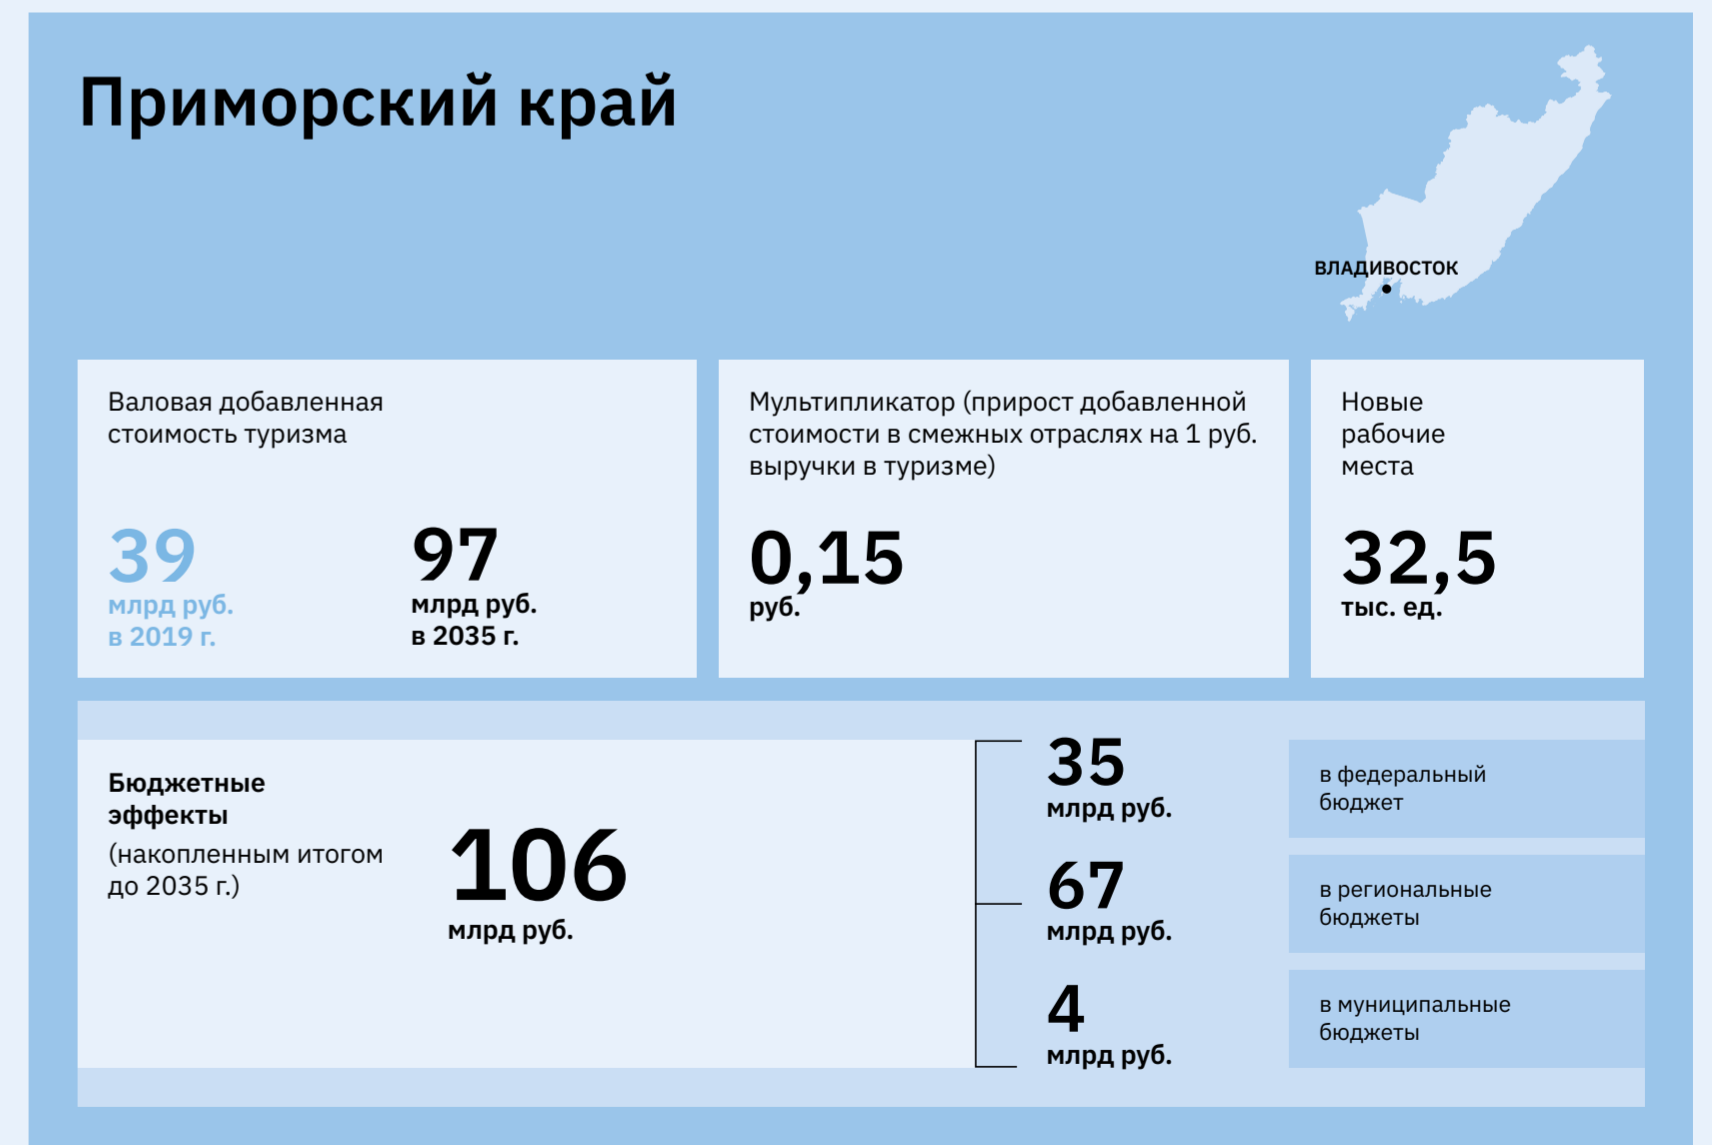 Приморский край
ВЛАДИВОСТОК
Валовая добавленная
стоимость туризма
39
млрд руб.
в 2019 г.
97
млрд руб.
в 2035 г.
Мультипликатор (прирост добавленной
стоимости в смежных отраслях на 1 руб.
выручки в туризме)
0,15
руб.
Новые
рабочие
места
32,5
тыс. ед.
Бюджетные
эффекты
(накопленным итогом
до 2035 г.)
106
млрд руб.
35
млрд руб.
в федеральный
бюджет
67
млрд руб.
в региональные
бюджеты
4
млрд руб.
в муниципальные
бюджеты